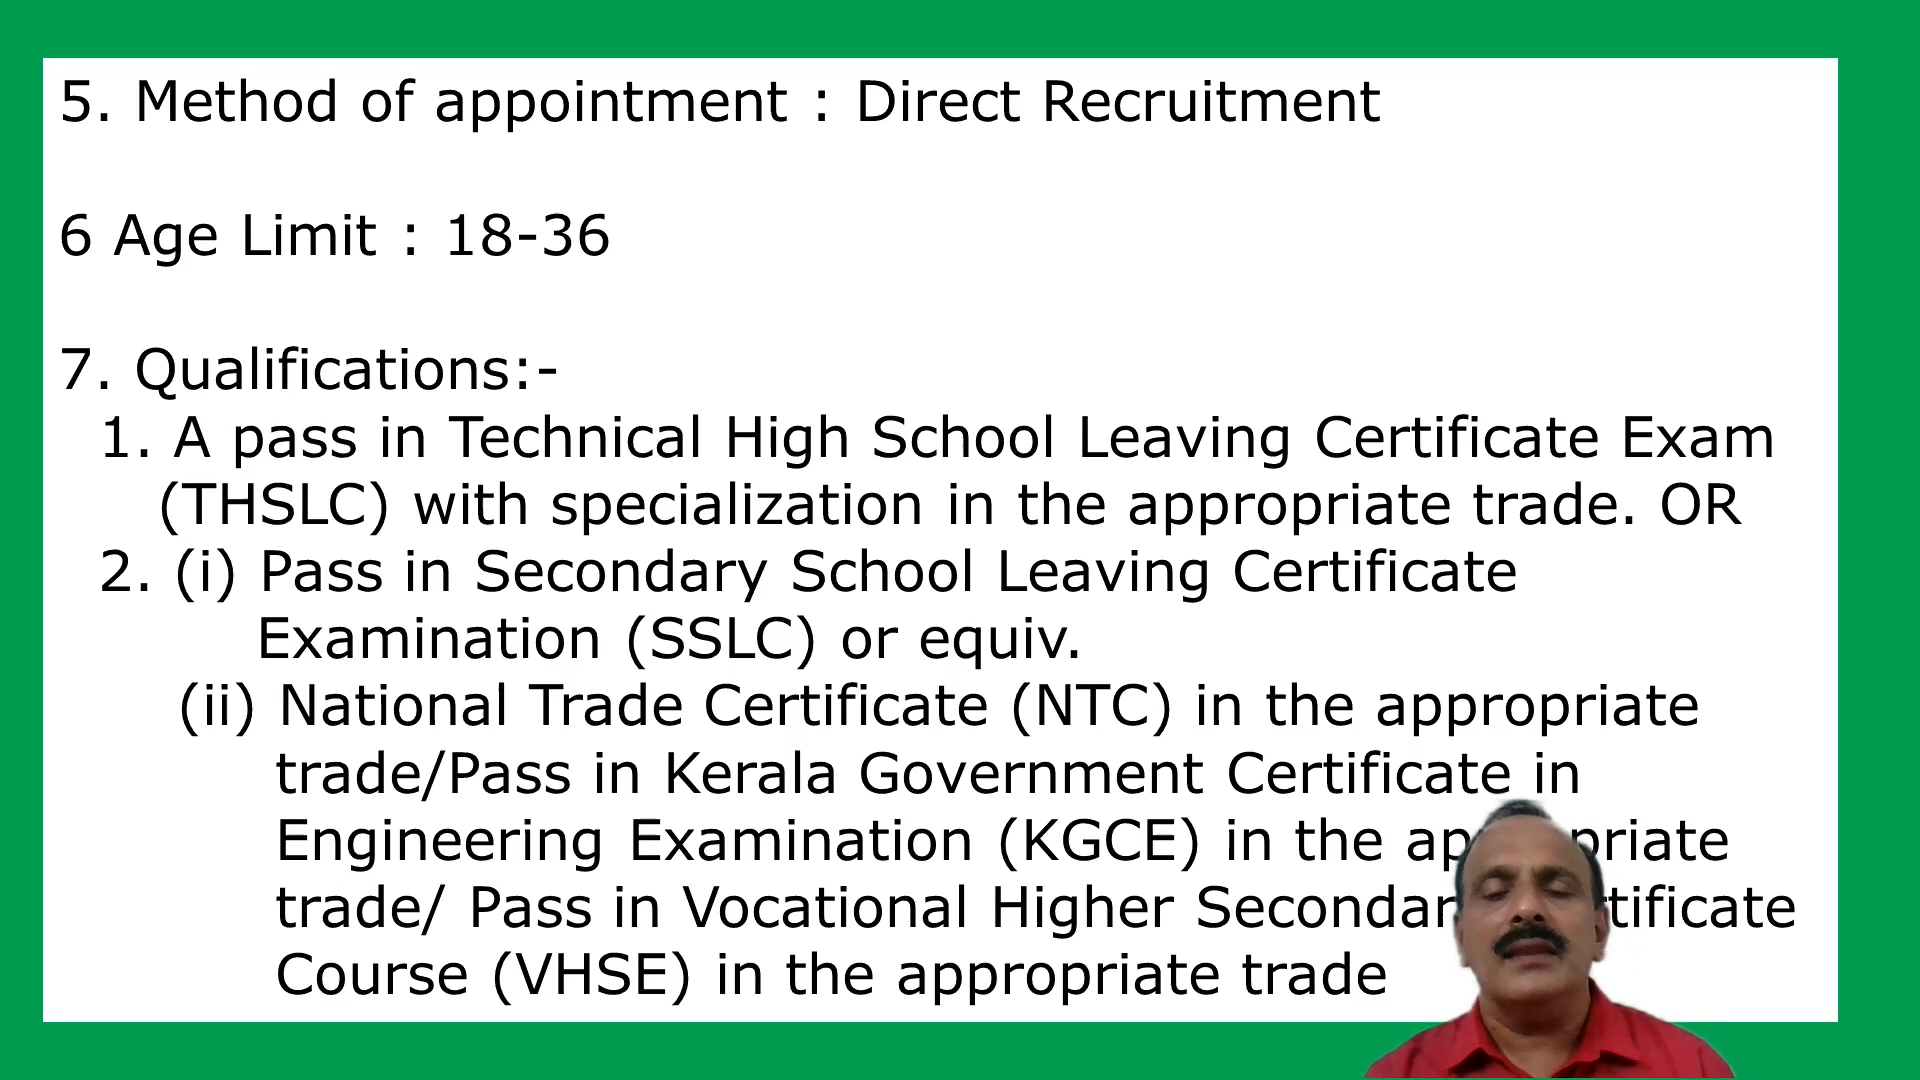 5. Method of appointment : Direct Recruitment
6 Age Limit : 18-36
7. Qualifications:-
1. A pass in Technical High School Leaving Certificate Exam
(THSLC) with specialization in the appropriate trade. OR
2. (i) Pass in Secondary School Leaving Certificate
Examination (SSLC) or equiv.
(ii) National Trade Certificate (NTC) in the appropriate
trade/Pass in Kerala Government Certificate in
Engineering Examination (KGCE) in the
trade/ Pass in Vocational Higher
Course (VHSE) in the appropriate trade